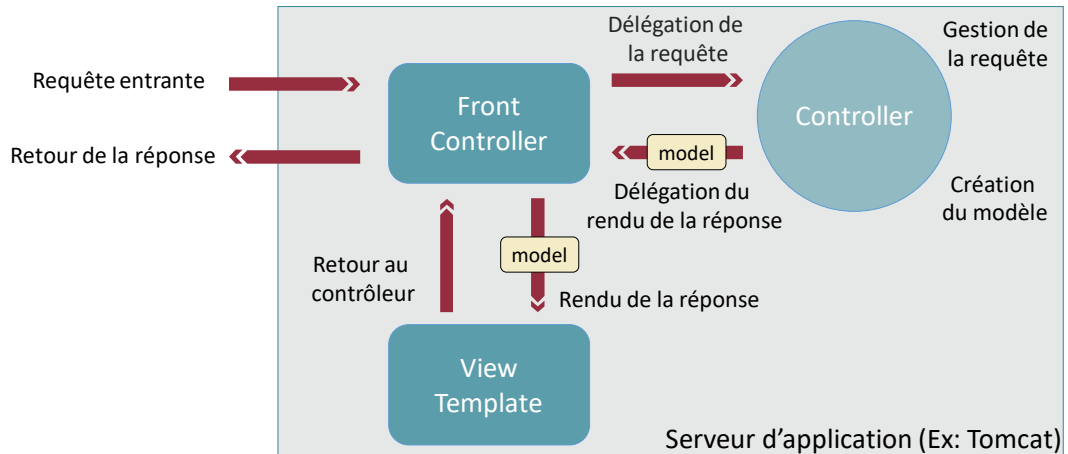 Requête entrante
Retour de la réponse
Front
Controller
Délégation de
la requête
Controller
Gestion de
la requête
model
Délégation du
rendu de la réponse
Création
du modèle
model
Retour au
contrôleur
Rendu de la réponse
View
Template
Serveur d’application (Ex: Tomcat)